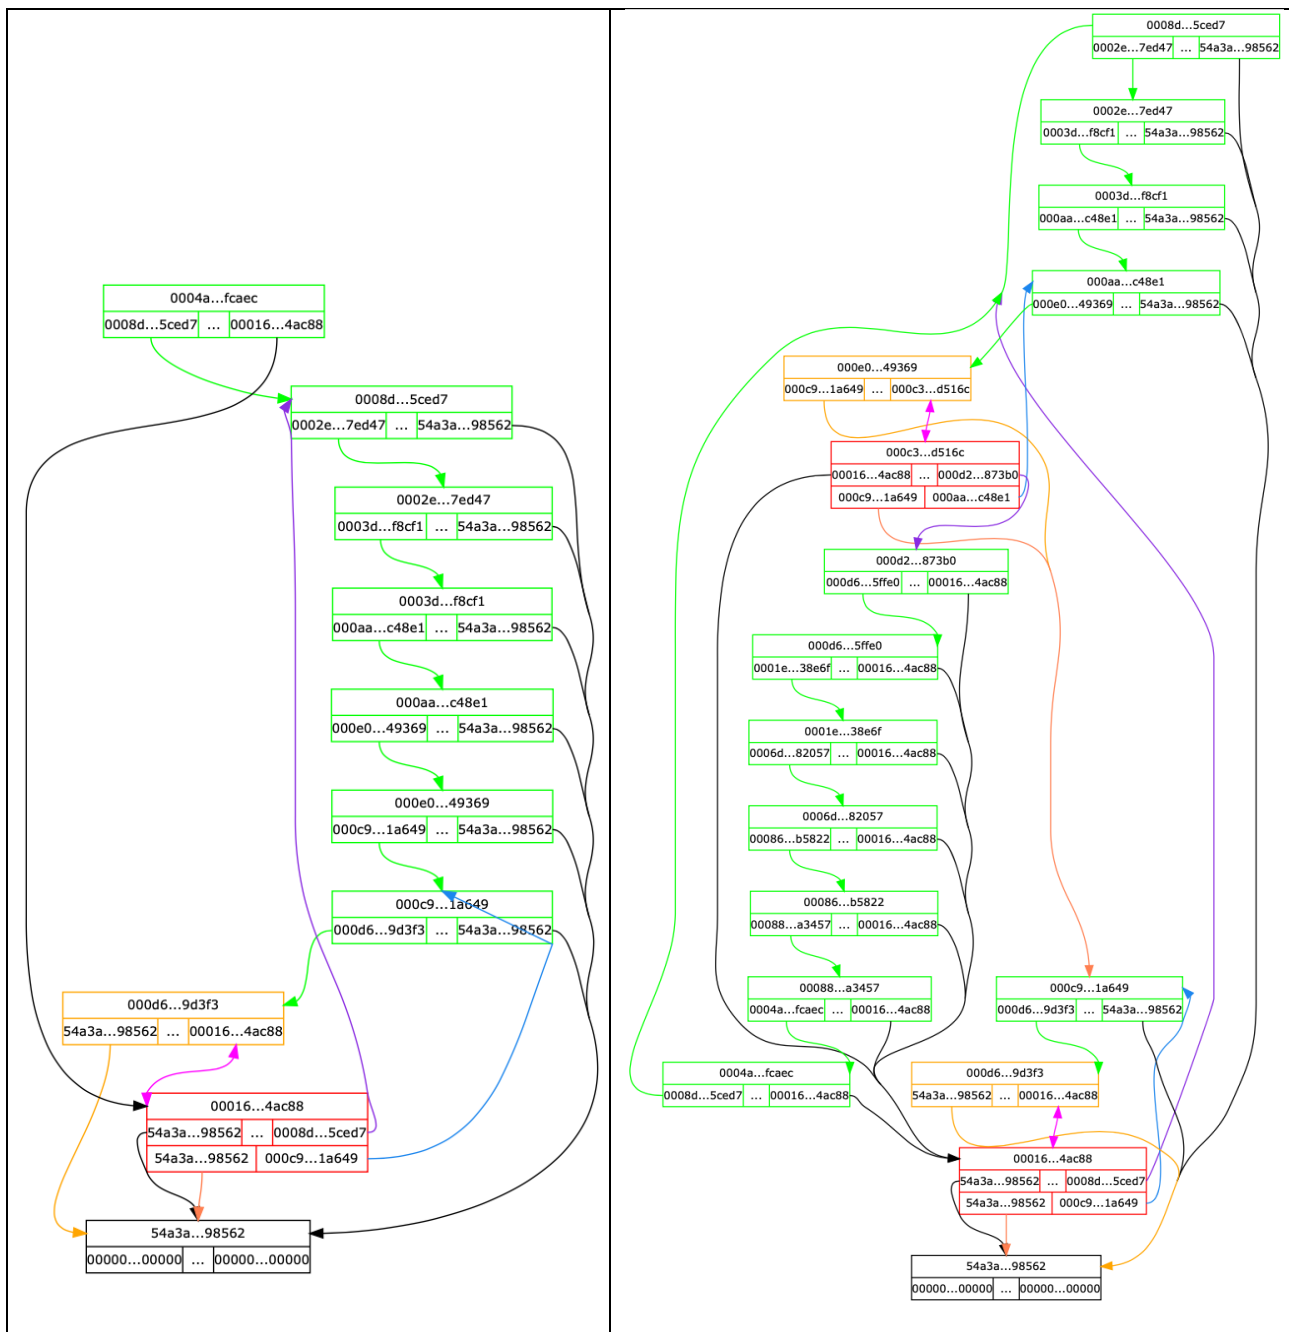 0004a...fcaec
0008d...5ced7 ... 00016...4ac88
0008d...5ced7
0002e...7ed47 ... 54a3a...98562
0002e...7ed47
0003d...f8cf1 ... 54a3a...98562
0003d...f8cf1
000aa...c48e1 ... 54a3a...98562
000aa...c48e1
000e0...49369 ... 54a3a...98562
000e0...49369
000c9...1a649 ... 54a3a...98562
000c9...1a649
000d6...9d3f3 ... 54a3a...98562
000d6...9d3f3
54a3a...98562 ... 00016...4ac88
00016...4ac88
54a3a...98562 ... 0008d...5ced7
54a3a...98562 000c9...1a649
54a3a...98562
00000...00000 ... 00000...00000
0008d...5ced7
0002e...7ed47 ... 54a3a...98562
0002e...7ed47
0003d...f8cf1 ... 54a3a...98562
0003d...f8cf1
000aa...c48e1 ... 54a3a...98562
000aa...c48e1
000e0...49369 ... 54a3a...98562
000e0...49369
000c9...1a649 ... 000c3...d516c
000c3...d516c
00016...4ac88 ... 000d2...873b0
000c9...1a649 000aa...c48e1
000d2...873b0
000d6...5ffe0 ... 00016...4ac88
000d6...5ffe0
0001e...38e6f ... 00016...4ac88
0001e...38e6f
0006d...82057 ... 00016...4ac88
0006d...82057
00086...b5822 ... 00016...4ac88
00086...b5822
00088...a3457 ... 00016...4ac88
00088...a3457
0004a...fcaec ... 00016...4ac88
000c9...1a649
000d6...9d3f3 ... 54a3a...98562
0004a...fcaec
0008d...5ced7 ... 00016...4ac88
000d6...9d3f3
54a3a...98562 ... 00016...4ac88
00016...4ac88
54a3a...98562 ... 0008d...5ced7
54a3a...98562 000c9...1a649
54a3a...98562
00000...00000 ... 00000...00000